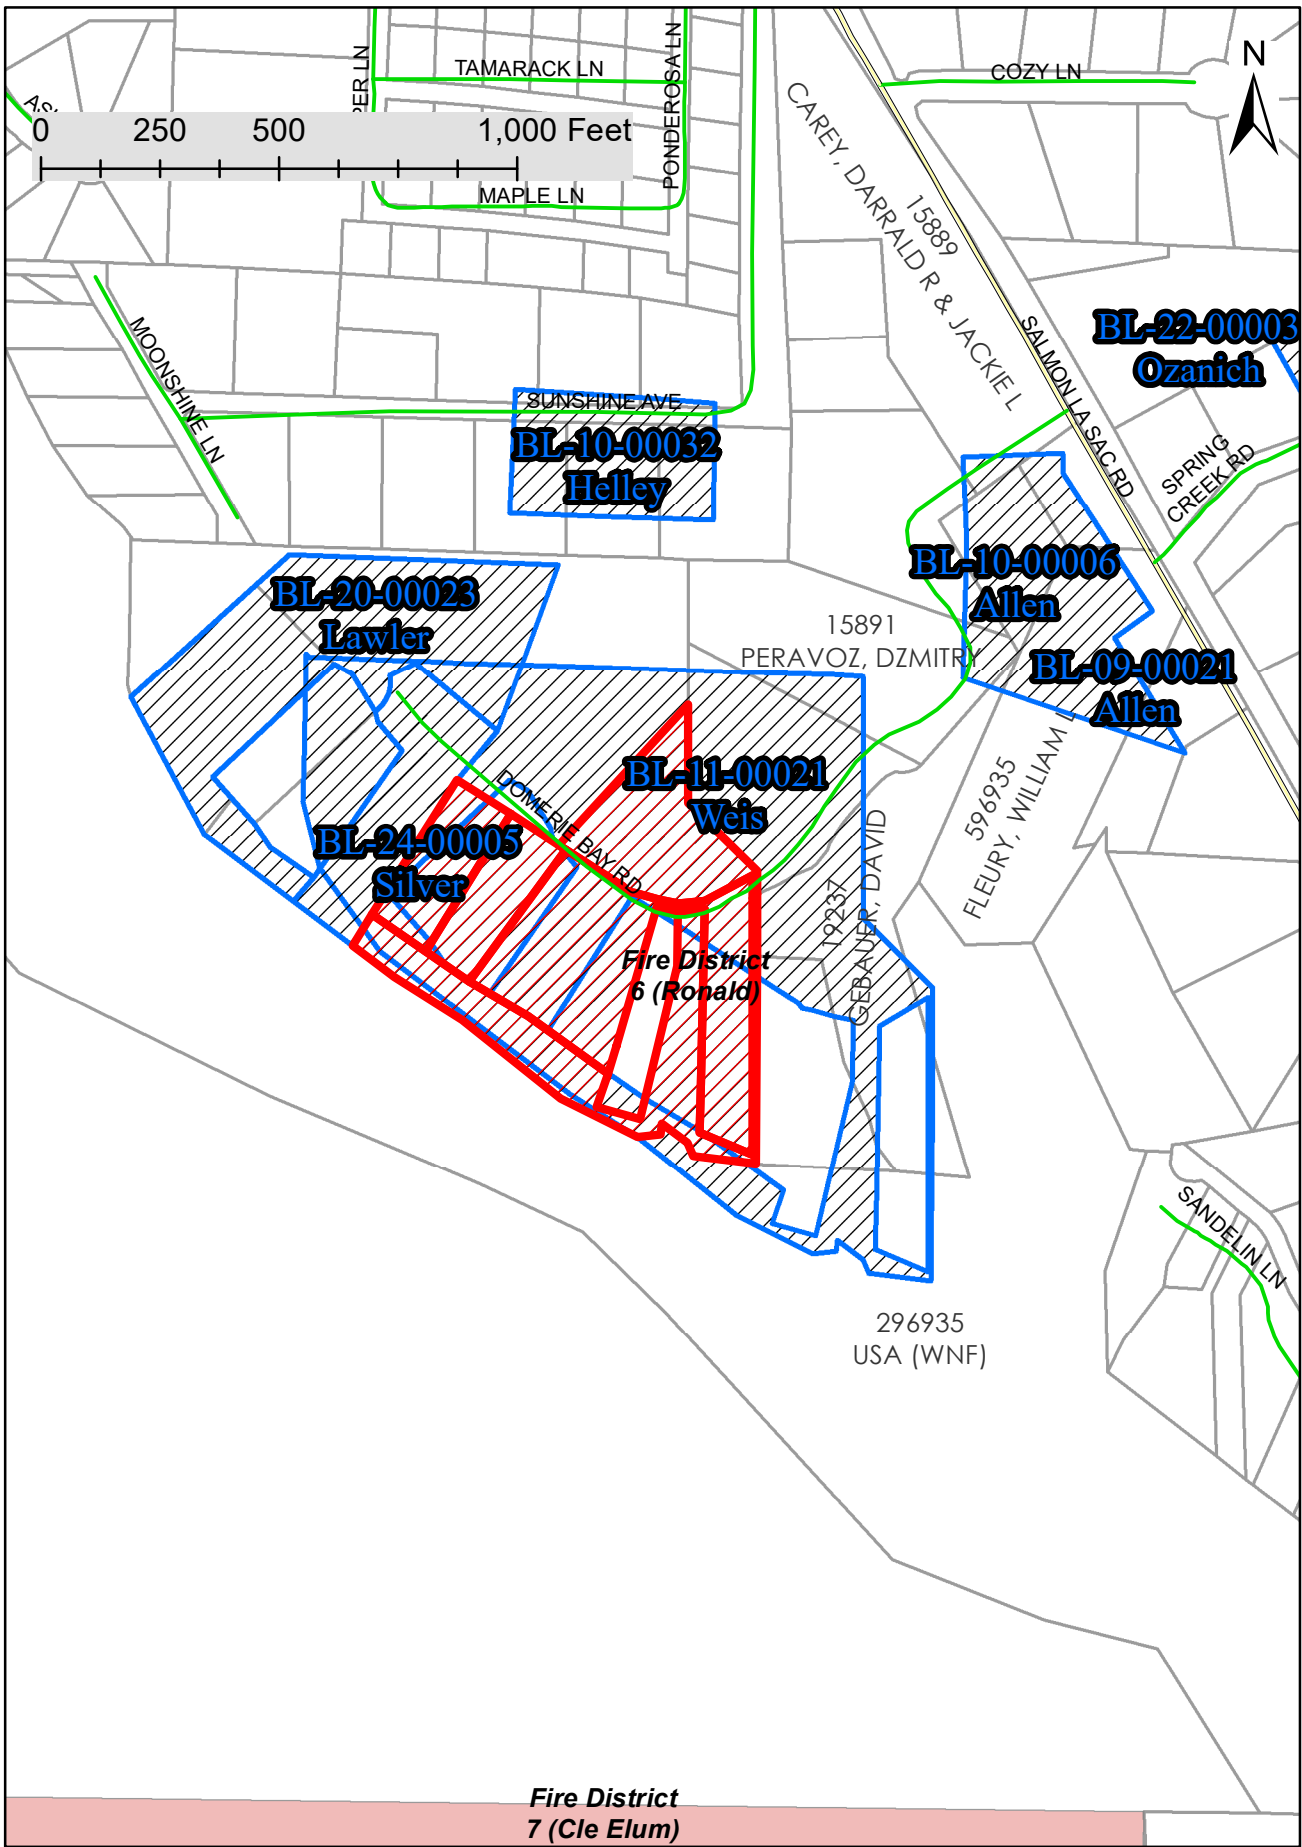 TAMARACK LN
PONDEROSA LN
COZY LN
N
0 250 500 1,000 Feet
MAPLE LN
CAREY, DARRALD R & JACKIE L
15889
MOONSHINE LN
SUNSHINE AVE
SALMON LA SAC RD
BL-22-00003
Ozanich
BL-10-00032
Helley
SPRING
CREEK RD
BL-10-00006
Allen
BL-20-00023
Lawler
15891
PERAVOZ, DZMITRY
BL-09-00021
Allen
BL-11-00021
Weis
DOMERIE BAY RD
BL-24-00005
Silver
596935
FLEURY, WILLIAM L
19237
GEBAUER, DAVID
Fire District
6 (Ronald)
SANDELIN LN
296935
USA (WNF)
Fire District
7 (Cle Elum)